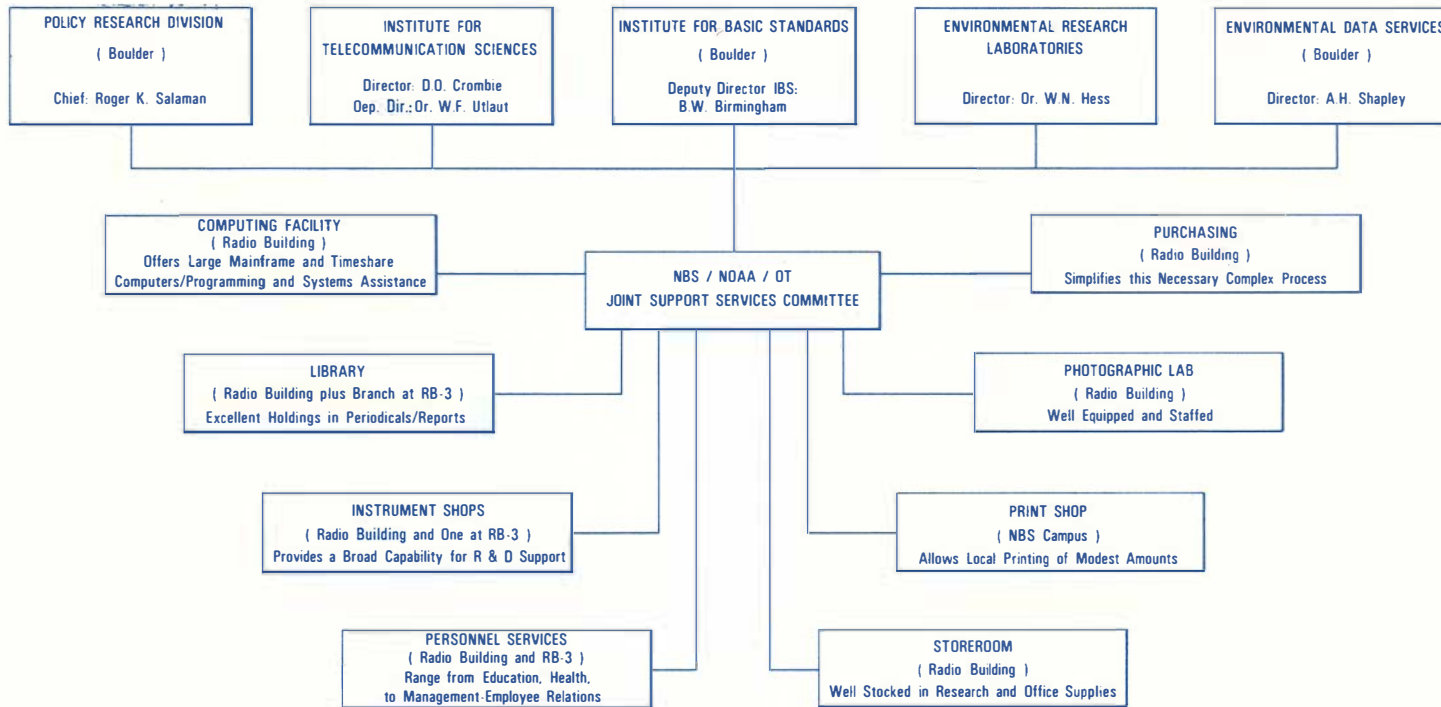 POLICY RESEARCH DIVISION
( Boulder )
Chief: Roger K. Salaman
INSTITUTE FOR
TELECOMMUNICATION SCIENCES
Director: D.O. Crombie
Oep. Dir.: Or. W.F. Utlaut
INSTITUTE FOR BASIC STANDARDS
( Boulder )
Deputy Director IBS:
B.W. Birmingham
ENVIRONMENTAL RESEARCH
LABORATORIES
Director: Or. W.N. Hess
ENVIRONMENTAL DATA SERVICES
( Boulder )
Director: A.H. Shapley
COMPUTING FACILITY
( Radio Building )
Offers Large Mainframe and Timeshare
Computers/Programming and Systems Assistance
NBS / NOAA / OT
JOINT SUPPORT SERVICES COMMITTEE
PURCHASING
( Radio Building )
Simplifies this Necessary Complex Process
LIBRARY
( Radio Building plus Branch at RB-3 )
Excellent Holdings in Periodicals/Reports
PHOTOGRAPHIC LAB
( Radio Building )
Well Equipped and Staffed
INSTRUMENT SHOPS
( Radio Building and One at RB-3 )
Provides a Broad Capability for R & D Support
PRINT SHOP
( NBS Campus )
Allows Local Printing of Modest Amounts
PERSONNEL SERVICES
( Radio Building and RB-3 )
Range from Education, Health,
to Management-Employee Relations
STOREROOM
( Radio Building )
Well Stocked in Research and Office Supplies